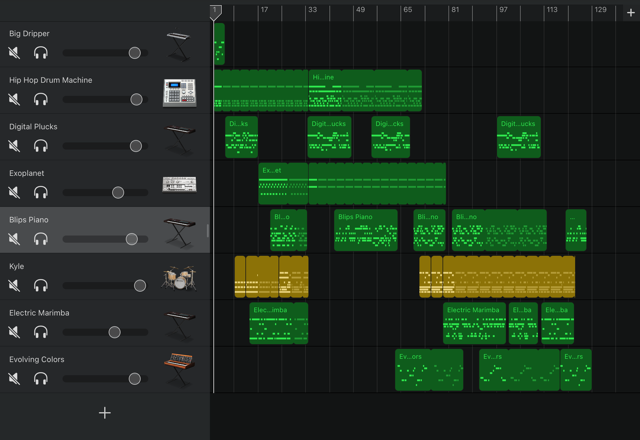 1 17 33 49 65 81 97 113 129
+
Big Dripper
Hip Hop Drum Machine
Hi...ine
Digital Plucks
Di...ks Digit...ucks Digi...cks Digit...ucks
Exoplanet
Ex...et
Blips Piano
Bl...o Blips Piano Bli...no Bli...no ...
Kyle
Electric Marimba
Elec...imba Electric Marimba El...ba Ele...ba
Evolving Colors
Ev...ors Ev...rs Ev...rs
+